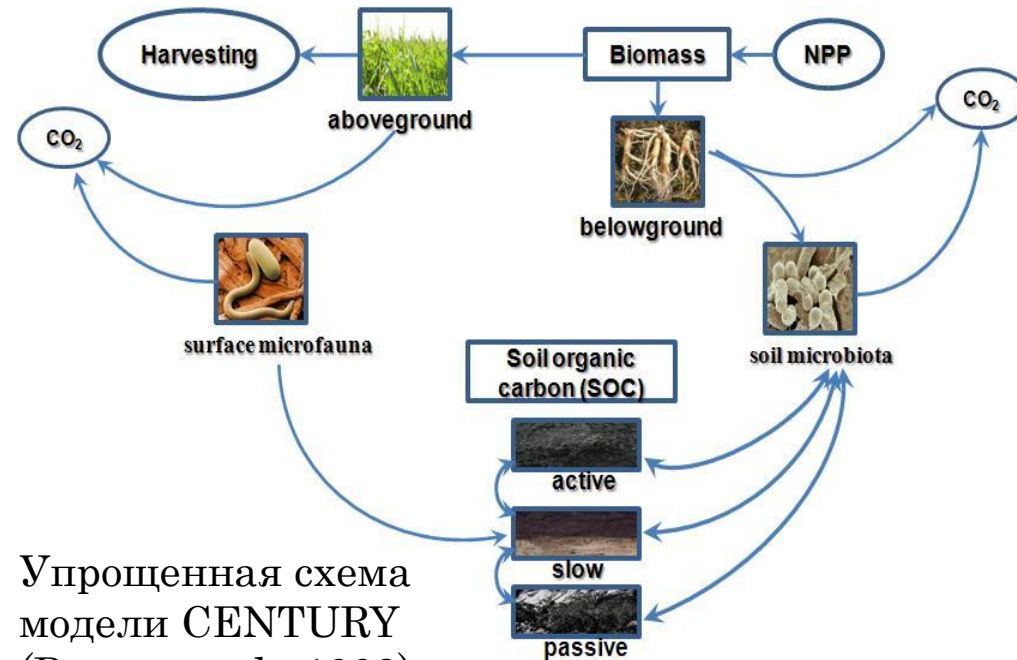 Harvesting
Biomass
NPP
CO₂
aboveground
CO₂
belowground
surface microfauna
soil microbiota
Soil organic
carbon (SOC)
active
slow
passive
Упрощенная схема
модели CENTURY